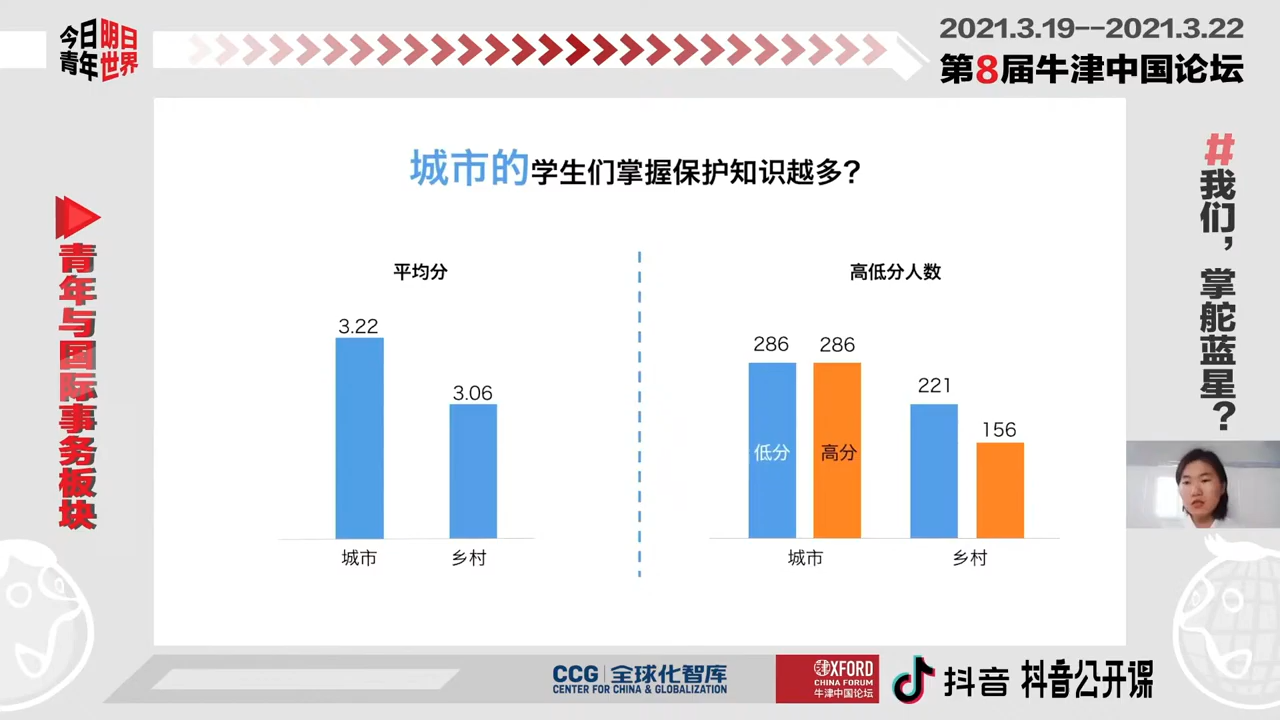 今日明日
青年世界
2021.3.19--2021.3.22
第8届牛津中国论坛
青年与国际事务板块
#我们，掌舵蓝星？
城市的学生们掌握保护知识越多？
平均分
3.22
3.06
城市
乡村
高低分人数
286
286
221
156
低分
高分
城市
乡村
CCG 全球化智库
CENTER FOR CHINA & GLOBALIZATION
OXFORD
CHINA FORUM
牛津中国论坛
抖音
抖音公开课